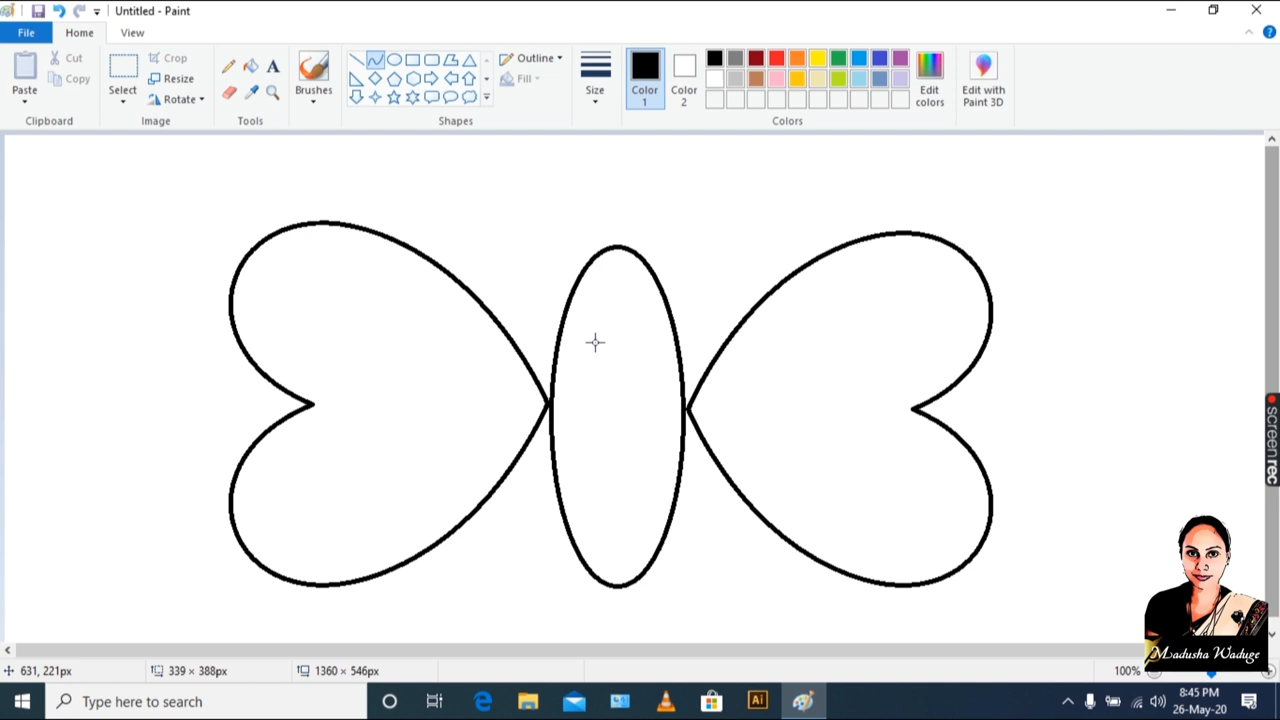 Untitled - Paint
File Home View
Paste
Cut
Copy
Clipboard
Select
Crop
Resize
Rotate
Image
A
Tools
Brushes
Shapes
Outline
Fill
Size
Color 1
Color 2
Colors
Edit colors
Edit with Paint 3D
screenrec
Madusha Waduge
631, 221px
339 × 388px
1360 × 546px
100%
Type here to search
Ai
8:45 PM
26-May-20